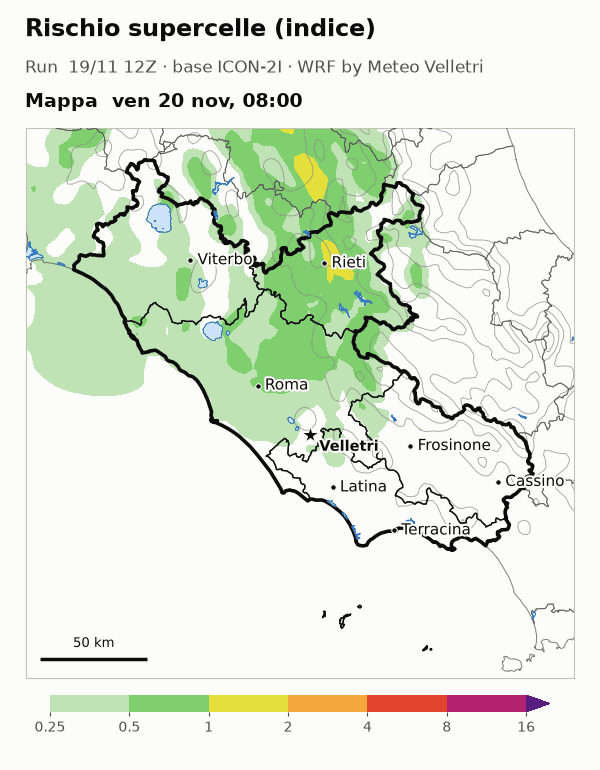 Rischio supercelle (indice)
Run  19/11 12Z · base ICON-2I · WRF by Meteo Velletri
Mappa  ven 20 nov, 08:00
Viterbo
Rieti
Roma
Velletri
Frosinone
Latina
Cassino
Terracina
50 km
0.25 0.5 1 2 4 8 16